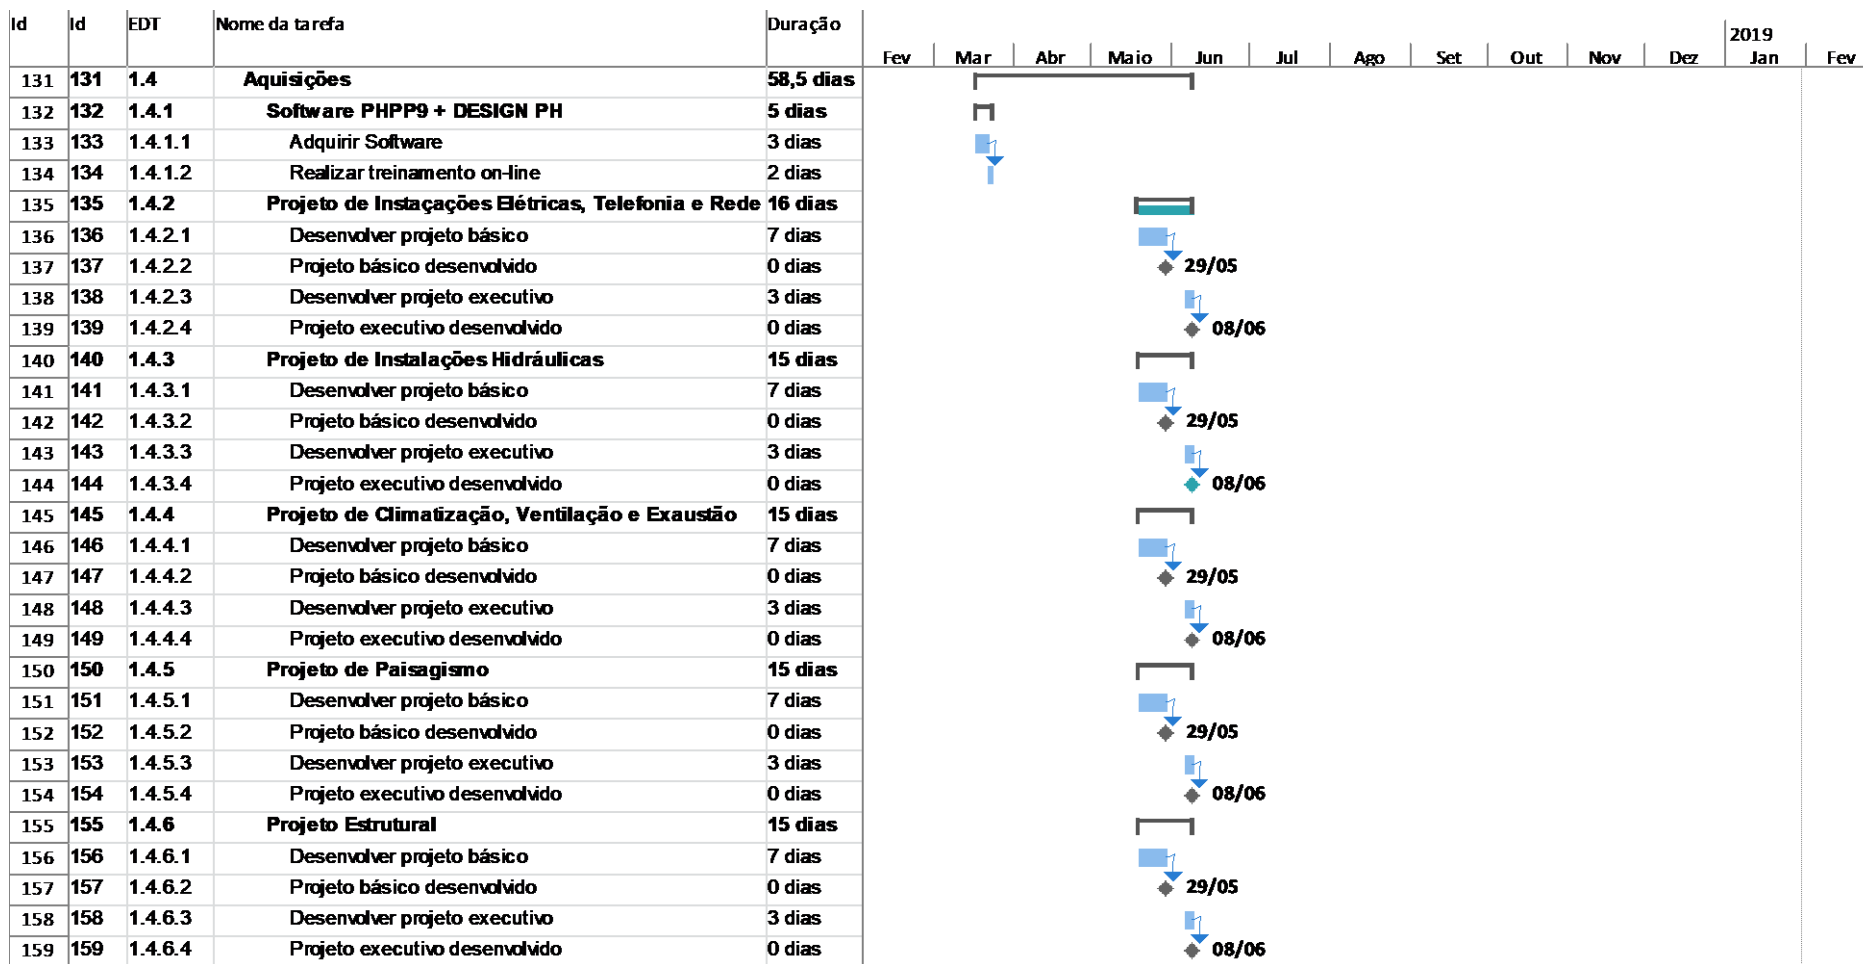 Id Id EDT Nome da tarefa Duração
2019
Fev Mar Abr Maio Jun Jul Ago Set Out Nov Dez Jan Fev
131 131 1.4 Aquisições 58,5 dias
132 132 1.4.1 Software PHPP9 + DESIGN PH 5 dias
133 133 1.4.1.1 Adquirir Software 3 dias
134 134 1.4.1.2 Realizar treinamento on-line 2 dias
135 135 1.4.2 Projeto de Instaçações Elétricas, Telefonia e Rede 16 dias
136 136 1.4.2.1 Desenvolver projeto básico 7 dias
137 137 1.4.2.2 Projeto básico desenvolvido 0 dias 29/05
138 138 1.4.2.3 Desenvolver projeto executivo 3 dias
139 139 1.4.2.4 Projeto executivo desenvolvido 0 dias 08/06
140 140 1.4.3 Projeto de Instalações Hidráulicas 15 dias
141 141 1.4.3.1 Desenvolver projeto básico 7 dias
142 142 1.4.3.2 Projeto básico desenvolvido 0 dias 29/05
143 143 1.4.3.3 Desenvolver projeto executivo 3 dias
144 144 1.4.3.4 Projeto executivo desenvolvido 0 dias 08/06
145 145 1.4.4 Projeto de Climatização, Ventilação e Exaustão 15 dias
146 146 1.4.4.1 Desenvolver projeto básico 7 dias
147 147 1.4.4.2 Projeto básico desenvolvido 0 dias 29/05
148 148 1.4.4.3 Desenvolver projeto executivo 3 dias
149 149 1.4.4.4 Projeto executivo desenvolvido 0 dias 08/06
150 150 1.4.5 Projeto de Paisagismo 15 dias
151 151 1.4.5.1 Desenvolver projeto básico 7 dias
152 152 1.4.5.2 Projeto básico desenvolvido 0 dias 29/05
153 153 1.4.5.3 Desenvolver projeto executivo 3 dias
154 154 1.4.5.4 Projeto executivo desenvolvido 0 dias 08/06
155 155 1.4.6 Projeto Estrutural 15 dias
156 156 1.4.6.1 Desenvolver projeto básico 7 dias
157 157 1.4.6.2 Projeto básico desenvolvido 0 dias 29/05
158 158 1.4.6.3 Desenvolver projeto executivo 3 dias
159 159 1.4.6.4 Projeto executivo desenvolvido 0 dias 08/06